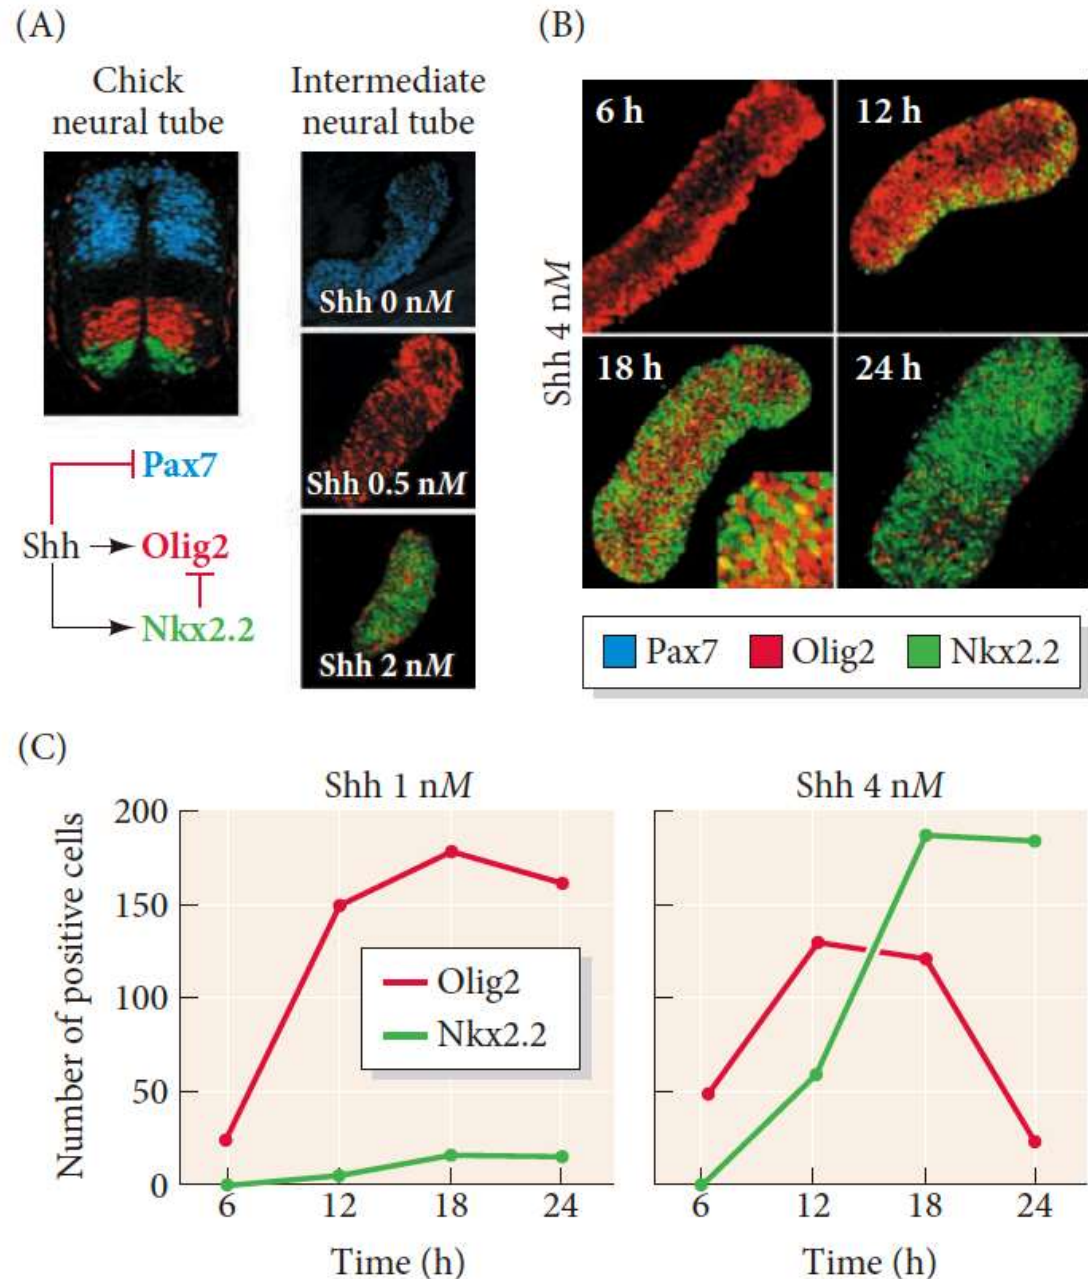 (A)
Chick
neural tube
Intermediate
neural tube
Shh 0 nM
Shh 0.5 nM
Shh 2 nM
Pax7
Shh
Olig2
Nkx2.2
(B)
Shh 4 nM
6 h
12 h
18 h
24 h
Pax7
Olig2
Nkx2.2
(C)
Shh 1 nM
Shh 4 nM
Number of positive cells
200
150
100
50
0
Olig2
Nkx2.2
6 12 18 24
6 12 18 24
Time (h)
Time (h)